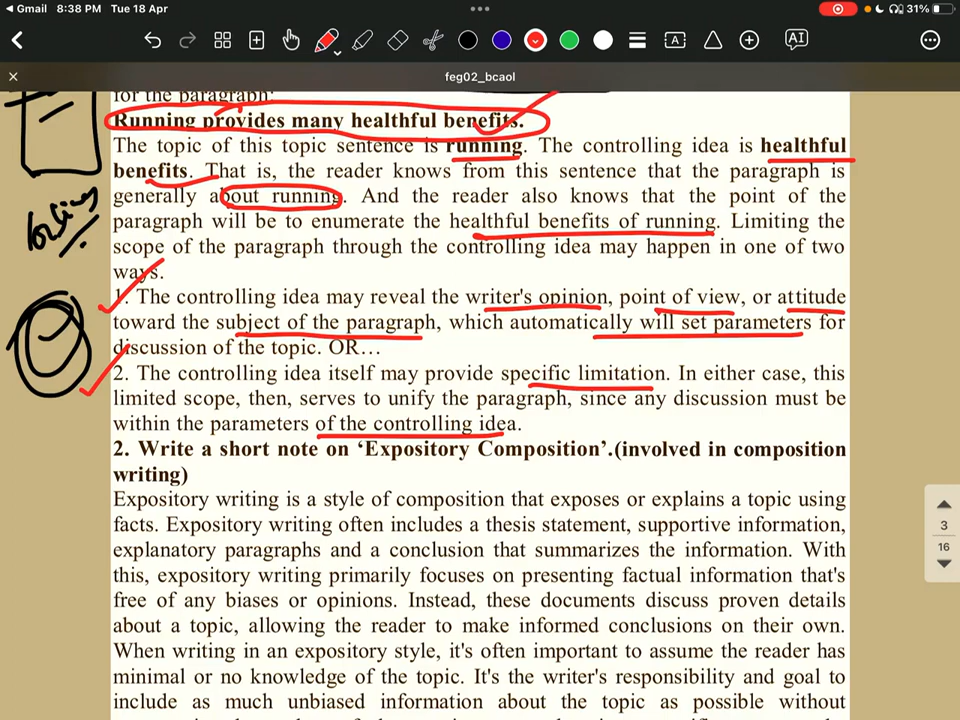 Gmail 8:38 PM Tue 18 Apr
31%
A
AI
feg02_bcaol
for the paragraph:
Running provides many healthful benefits.
The topic of this topic sentence is running. The controlling idea is healthful
benefits. That is, the reader knows from this sentence that the paragraph is
generally about running. And the reader also knows that the point of the
paragraph will be to enumerate the healthful benefits of running. Limiting the
scope of the paragraph through the controlling idea may happen in one of two
ways.
1. The controlling idea may reveal the writer's opinion, point of view, or attitude
toward the subject of the paragraph, which automatically will set parameters for
discussion of the topic. OR…
2. The controlling idea itself may provide specific limitation. In either case, this
limited scope, then, serves to unify the paragraph, since any discussion must be
within the parameters of the controlling idea.
2. Write a short note on ‘Expository Composition’.(involved in composition
writing)
Expository writing is a style of composition that exposes or explains a topic using
facts. Expository writing often includes a thesis statement, supportive information,
explanatory paragraphs and a conclusion that summarizes the information. With
this, expository writing primarily focuses on presenting factual information that's
free of any biases or opinions. Instead, these documents discuss proven details
about a topic, allowing the reader to make informed conclusions on their own.
When writing in an expository style, it's often important to assume the reader has
minimal or no knowledge of the topic. It's the writer's responsibility and goal to
include as much unbiased information about the topic as possible without
3
16